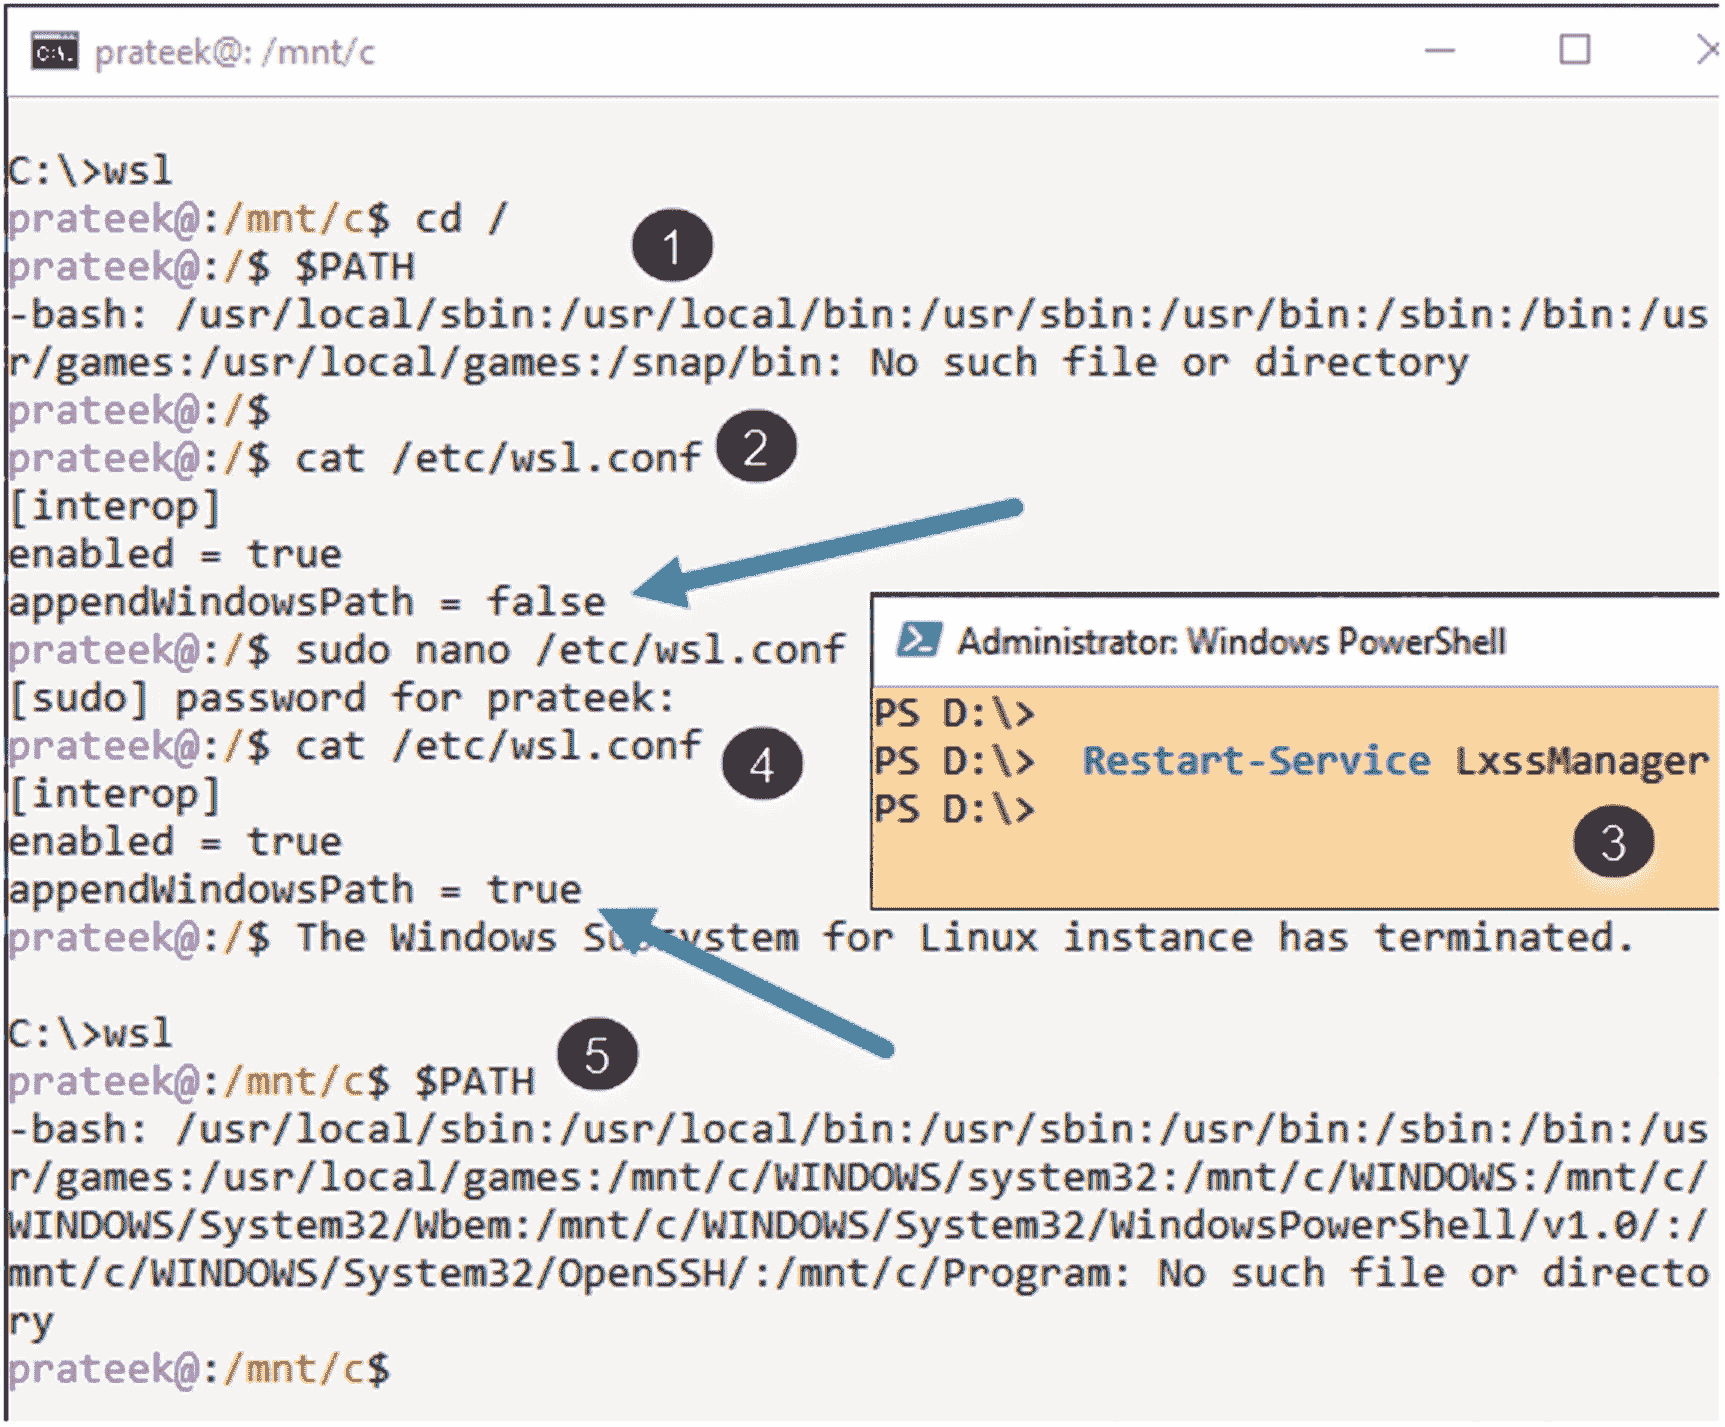 prateek@: /mnt/c
C:\>wsl
prateek@:/mnt/c$ cd /
1
prateek@:/$ $PATH
-bash: /usr/local/sbin:/usr/local/bin:/usr/sbin:/usr/bin:/sbin:/bin:/us
r/games:/usr/local/games:/snap/bin: No such file or directory
prateek@:/$
prateek@:/$ cat /etc/wsl.conf
2
[interop]
enabled = true
appendWindowsPath = false
prateek@:/$ sudo nano /etc/wsl.conf
[sudo] password for prateek:
prateek@:/$ cat /etc/wsl.conf
4
[interop]
enabled = true
appendWindowsPath = true
prateek@:/$ The Windows Subsystem for Linux instance has terminated.
Administrator: Windows PowerShell
PS D:\>
PS D:\>  Restart-Service LxssManager
PS D:\>
3
C:\>wsl
5
prateek@:/mnt/c$ $PATH
-bash: /usr/local/sbin:/usr/local/bin:/usr/sbin:/usr/bin:/sbin:/bin:/us
r/games:/usr/local/games:/mnt/c/WINDOWS/system32:/mnt/c/WINDOWS:/mnt/c/
WINDOWS/System32/Wbem:/mnt/c/WINDOWS/System32/WindowsPowerShell/v1.0/:/
mnt/c/WINDOWS/System32/OpenSSH/:/mnt/c/Program: No such file or directo
ry
prateek@:/mnt/c$